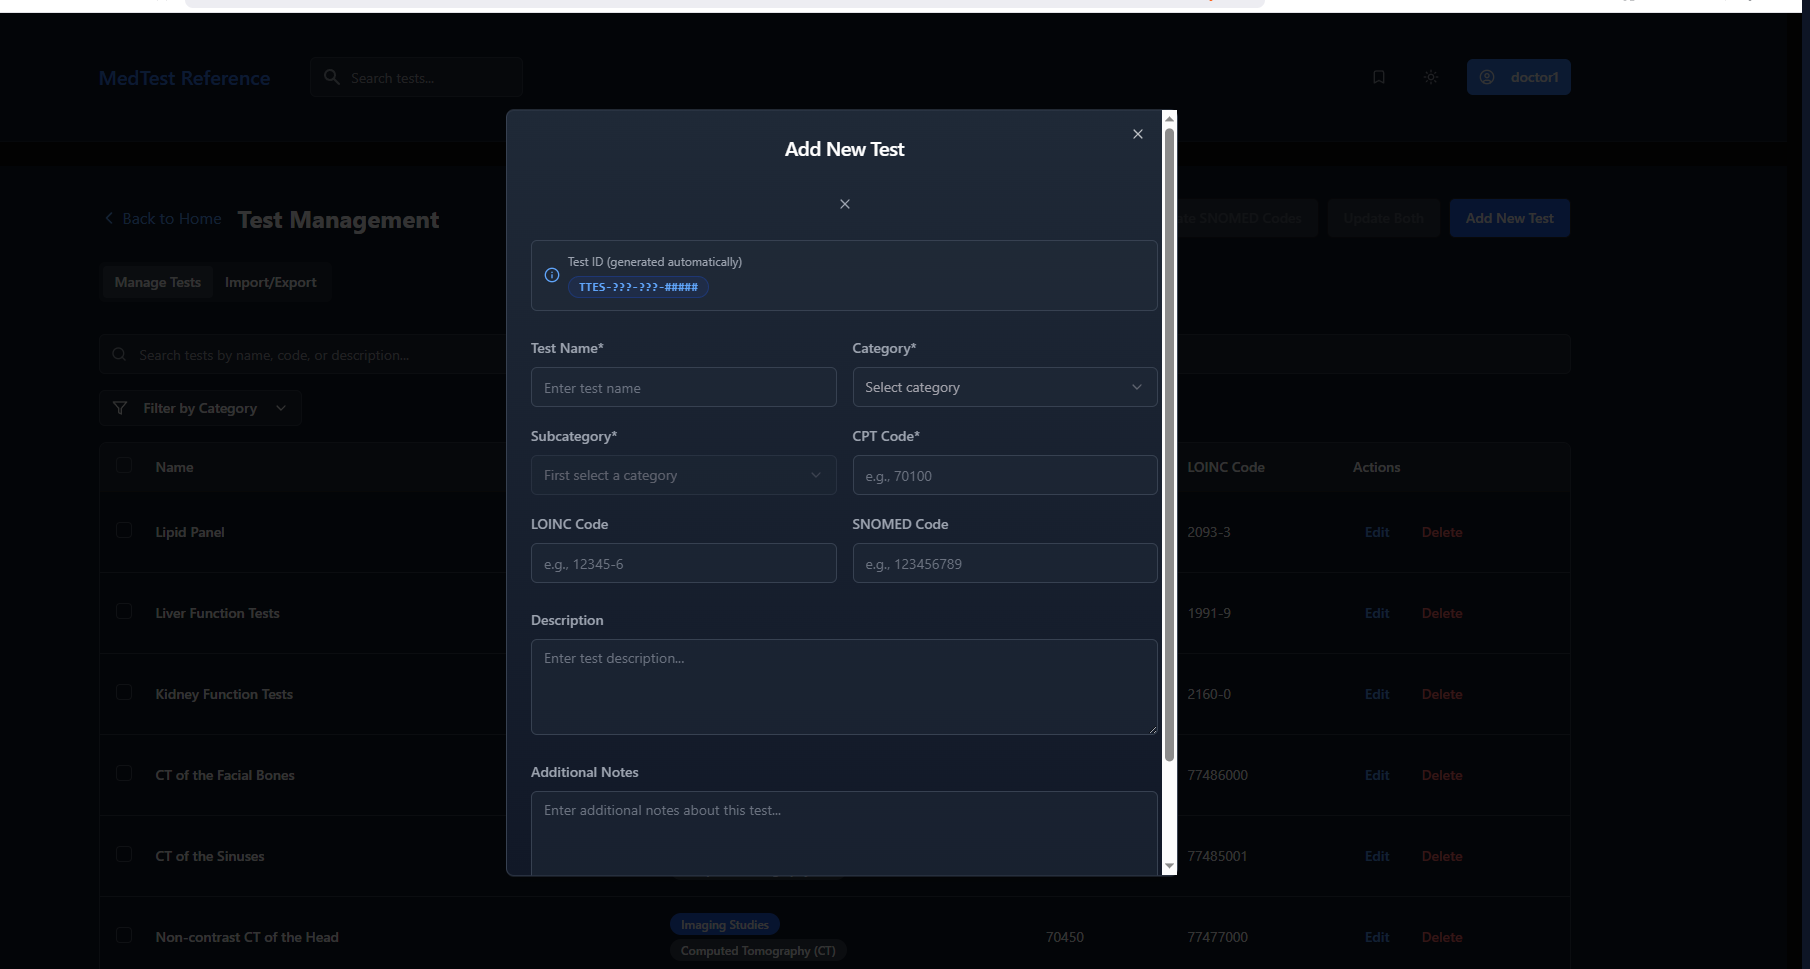 MedTest Reference
Search tests...
doctor1
Back to Home
Test Management
SNOMED Codes
Update Both
Add New Test
Manage Tests
Import/Export
Search tests by name, code, or description...
Filter by Category
Name
LOINC Code
Actions
Lipid Panel
2093-3
Edit
Delete
Liver Function Tests
1991-9
Edit
Delete
Kidney Function Tests
2160-0
Edit
Delete
CT of the Facial Bones
77486000
Edit
Delete
CT of the Sinuses
77485001
Edit
Delete
Non-contrast CT of the Head
Imaging Studies
Computed Tomography (CT)
70450
77477000
Edit
Delete
Add New Test
Test ID (generated automatically)
TTES-???-???-#####
Test Name*
Category*
Enter test name
Select category
Subcategory*
CPT Code*
First select a category
e.g., 70100
LOINC Code
SNOMED Code
e.g., 12345-6
e.g., 123456789
Description
Enter test description...
Additional Notes
Enter additional notes about this test...